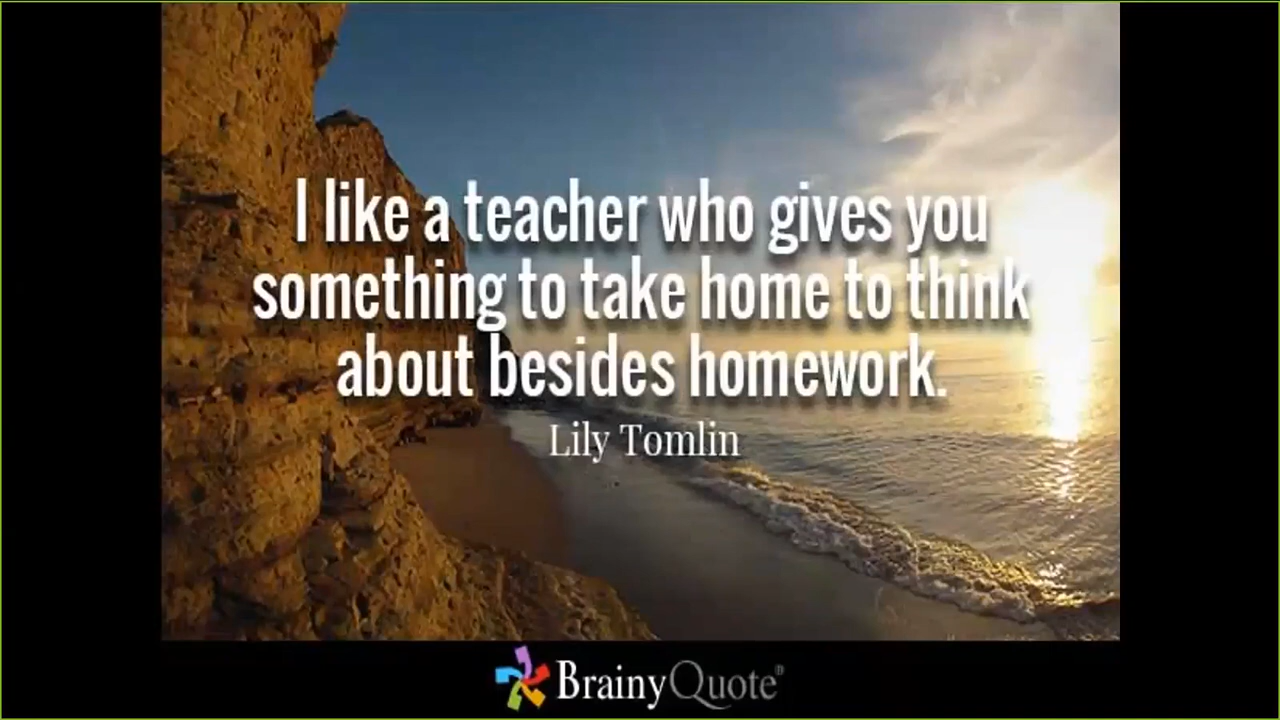 I like a teacher who gives you
something to take home to think
about besides homework.
Lily Tomlin
BrainyQuote®